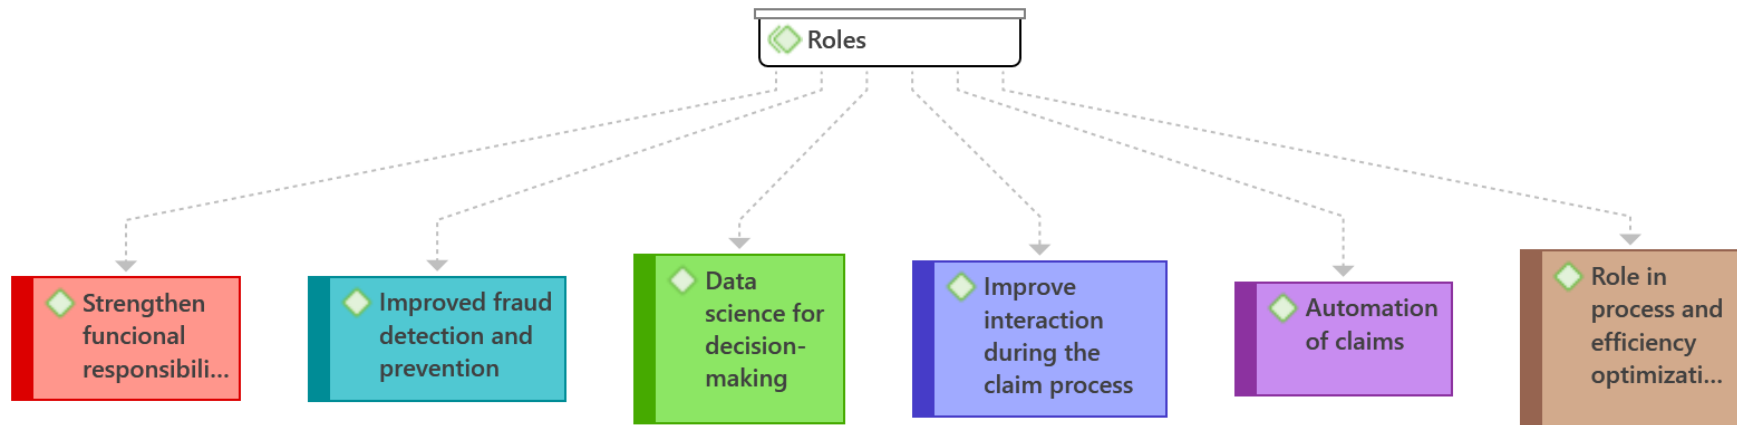 Roles
Strengthen
funcional
responsibili...
Improved fraud
detection and
prevention
Data
science for
decision-
making
Improve
interaction
during the
claim process
Automation
of claims
Role in
process and
efficiency
optimizati...